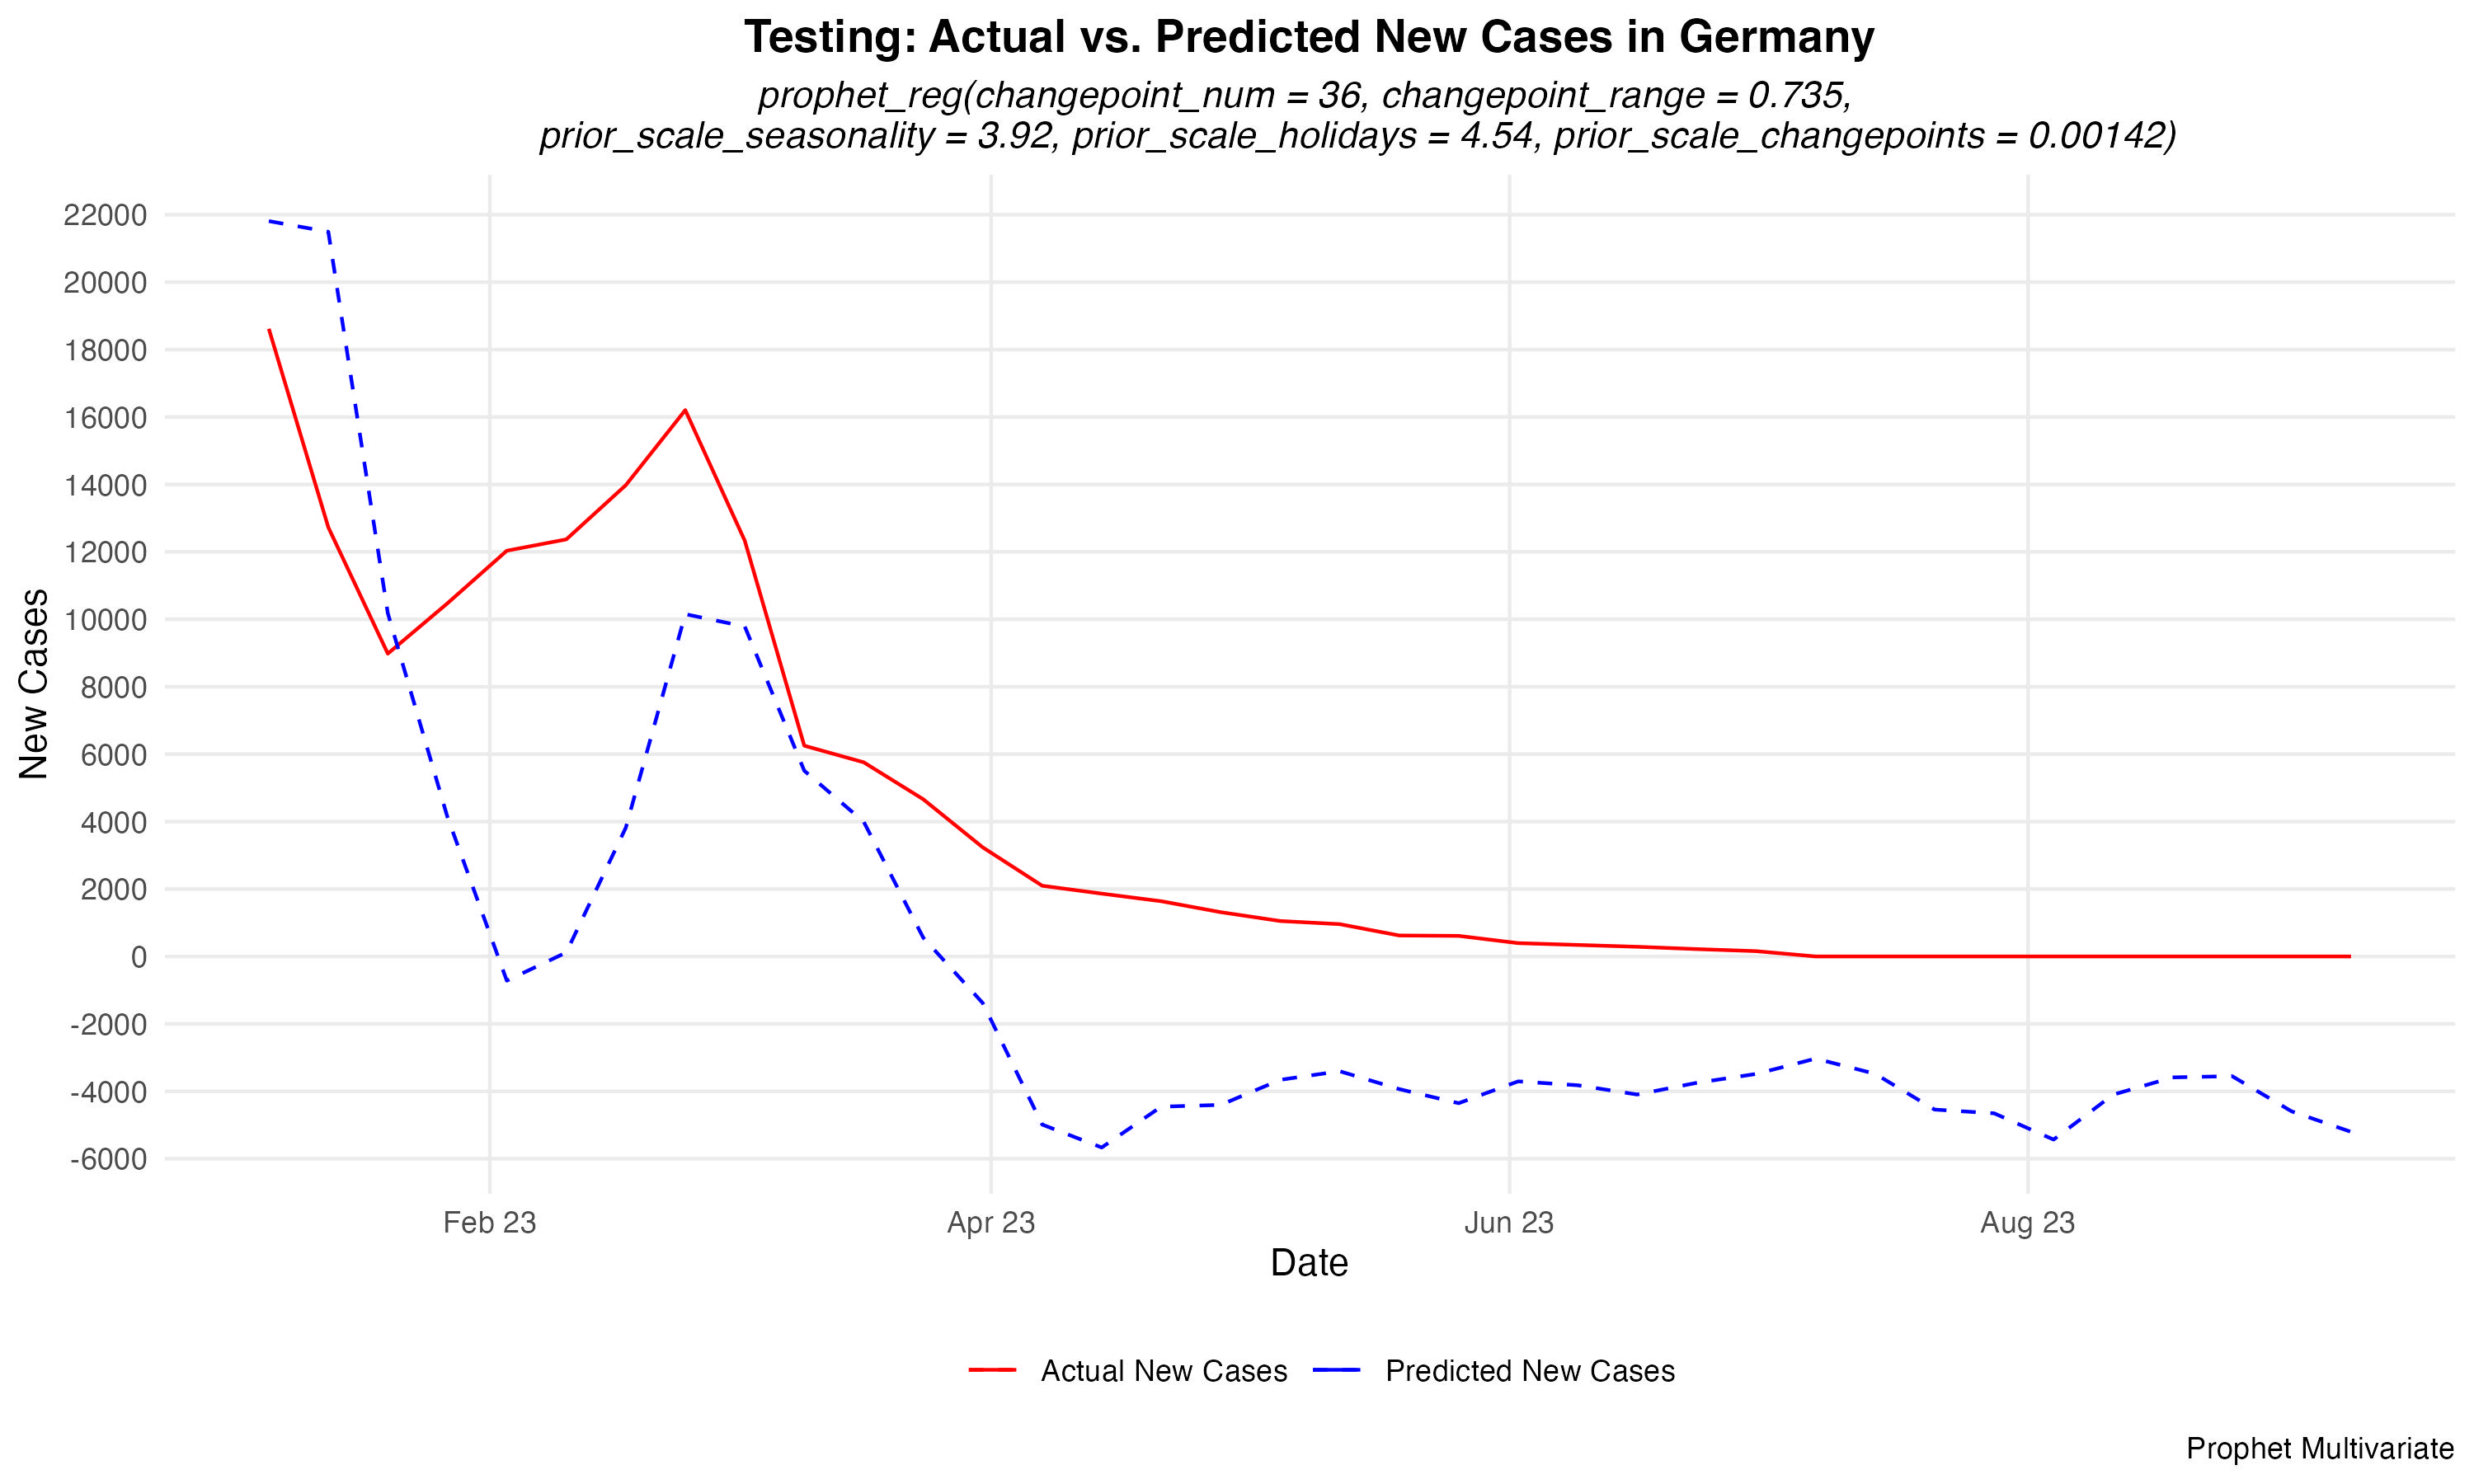 Testing: Actual vs. Predicted New Cases in Germany
prophet_reg(changepoint_num = 36, changepoint_range = 0.735,
prior_scale_seasonality = 3.92, prior_scale_holidays = 4.54, prior_scale_changepoints = 0.00142)
22000
20000
18000
16000
14000
12000
10000
8000
6000
4000
2000
0
-2000
-4000
-6000
New Cases
Feb 23 Apr 23 Jun 23 Aug 23
Date
Actual New Cases Predicted New Cases
Prophet Multivariate